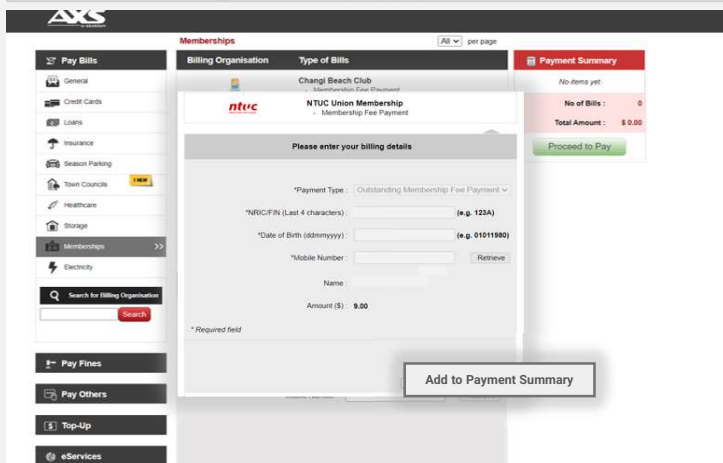 AXS
Memberships
All per page
Pay Bills
General
Credit Cards
Loans
Insurance
Season Parking
Town Councils
1 NEW
Healthcare
Storage
Memberships >>
Electricity
Search for Billing Organisation
Search
Pay Fines
Pay Others
Top-Up
eServices
Billing Organisation Type of Bills
Changi Beach Club
- Membership Fee Payment
ntuc
NTUC Union Membership
- Membership Fee Payment
Please enter your billing details
*Payment Type : Outstanding Membership Fee Payment
*NRIC/FIN (Last 4 characters) : (e.g. 123A)
*Date of Birth (ddmmyyyy) : (e.g. 01011980)
*Mobile Number : Retrieve
Name :
Amount ($) : 9.00
* Required field
Add to Payment Summary
Payment Summary
No items yet.
No of Bills : 0
Total Amount : $ 0.00
Proceed to Pay